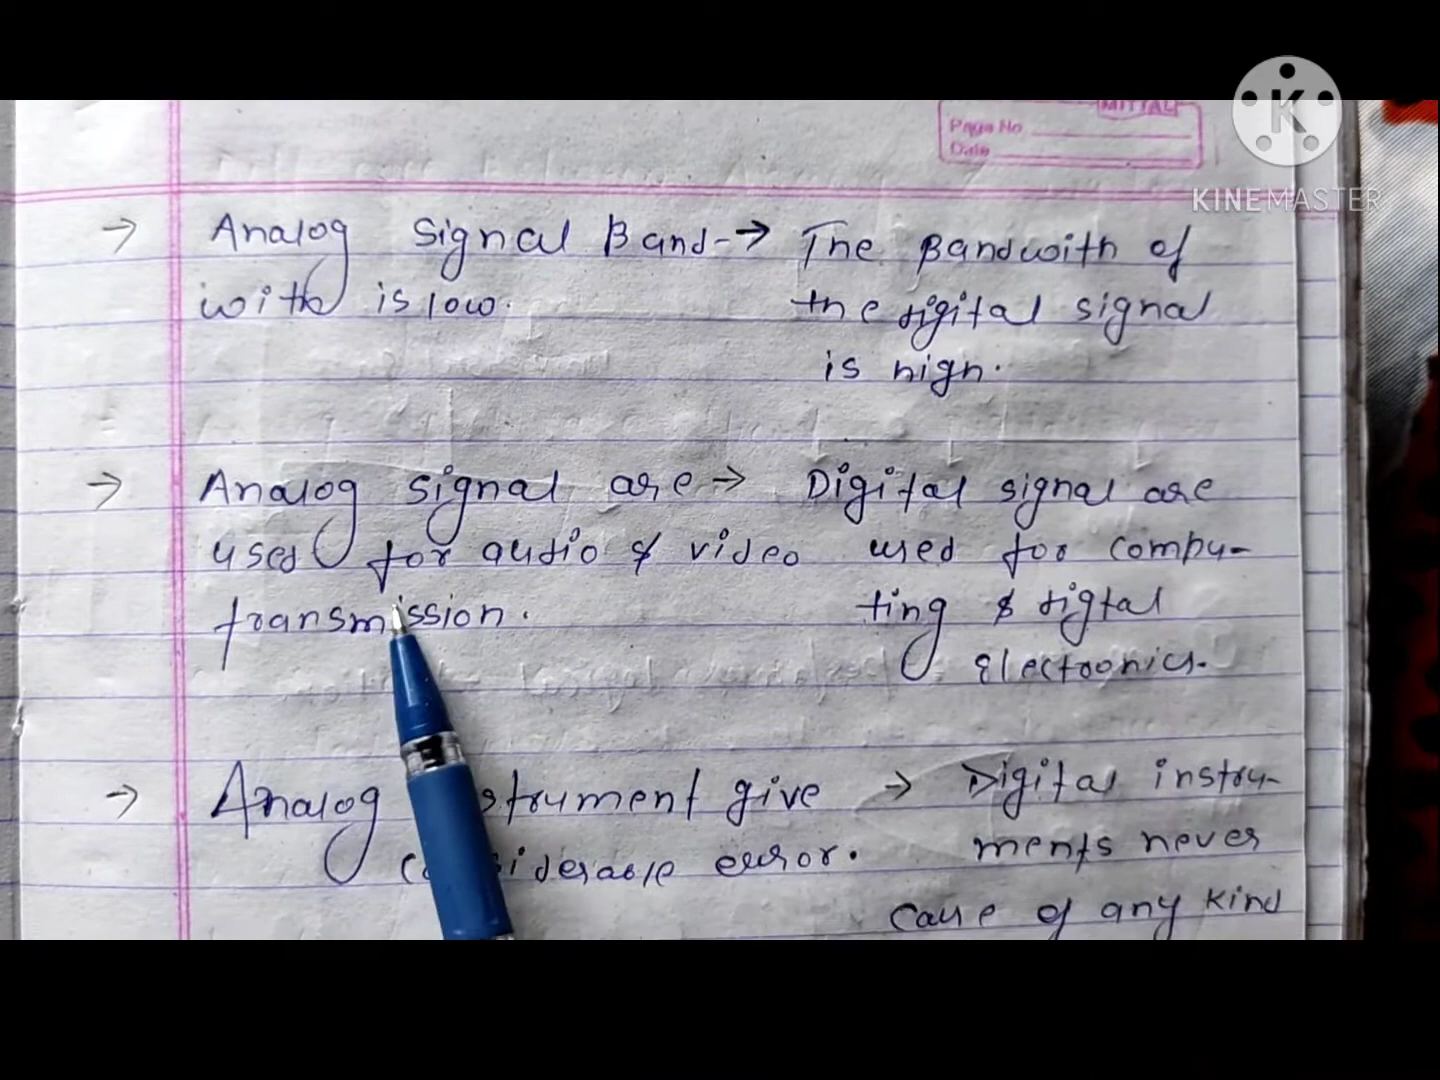 MITTAL
Page No
Date
KINEMASTER
→ Analog signal Band-
with is low.
→ The Bandwith of
the digital signal
is high.
→ Analog signal are
used for audio & video
transmission.
→ Digital signal are
used for compu-
ting & digtal
Electronics.
→ Analog strument give
considerable error.
→ Digital instru-
ments never
cause of any kind